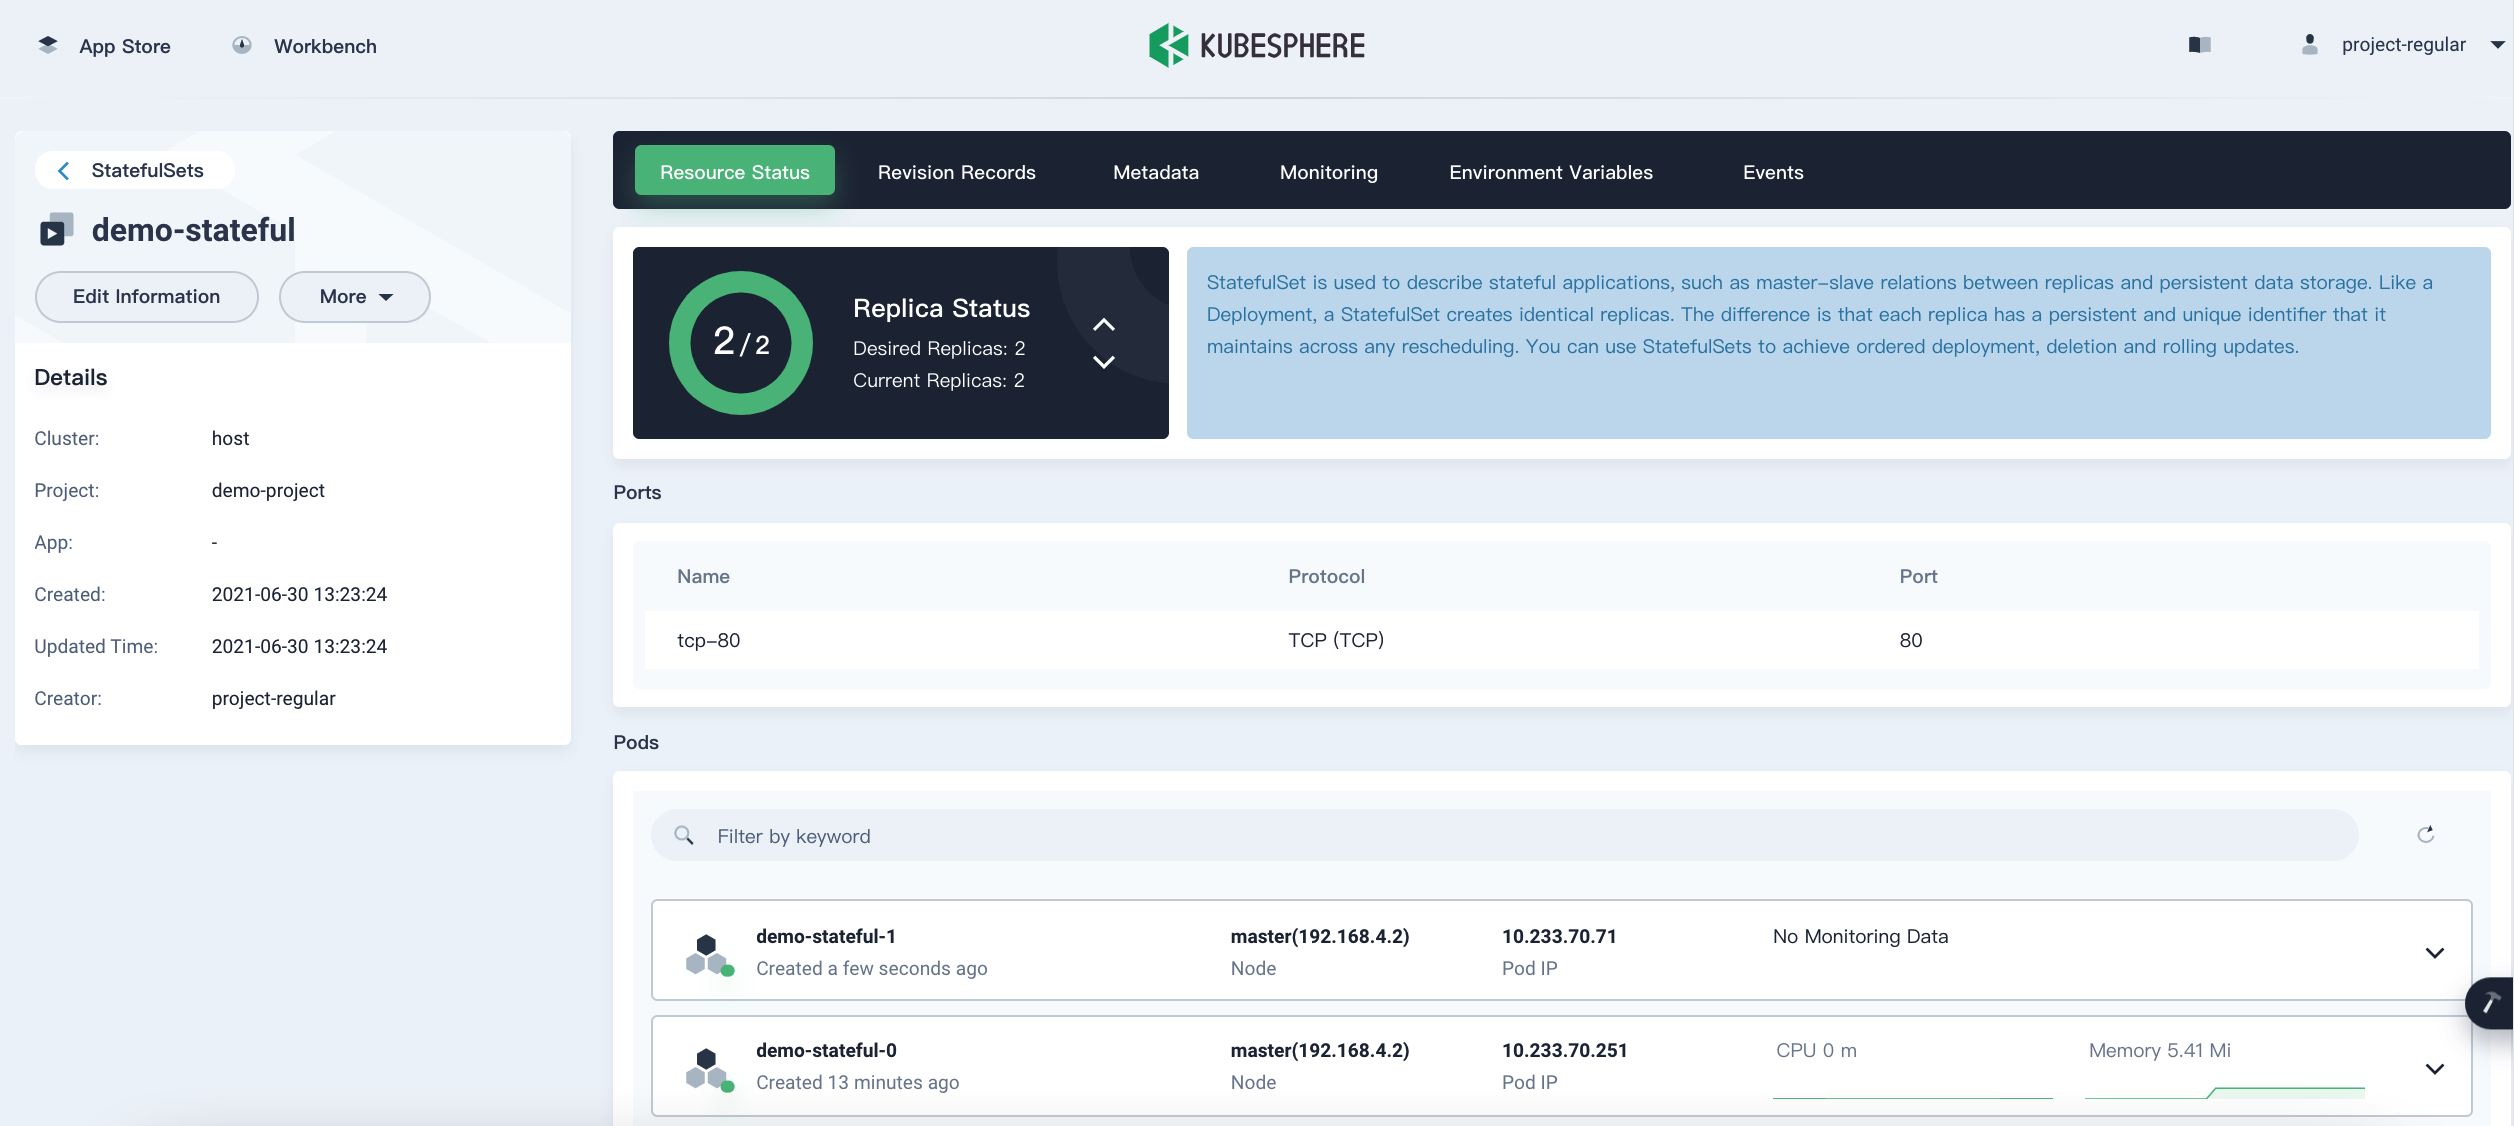 App Store
Workbench
KUBESPHERE
project-regular
StatefulSets
demo-stateful
Edit Information
More
Details
Cluster: host
Project: demo-project
App: -
Created: 2021-06-30 13:23:24
Updated Time: 2021-06-30 13:23:24
Creator: project-regular
Resource Status
Revision Records
Metadata
Monitoring
Environment Variables
Events
2/2
Replica Status
Desired Replicas: 2
Current Replicas: 2
StatefulSet is used to describe stateful applications, such as master-slave relations between replicas and persistent data storage. Like a
Deployment, a StatefulSet creates identical replicas. The difference is that each replica has a persistent and unique identifier that it
maintains across any rescheduling. You can use StatefulSets to achieve ordered deployment, deletion and rolling updates.
Ports
Name Protocol Port
tcp-80 TCP (TCP) 80
Pods
Filter by keyword
demo-stateful-1 master(192.168.4.2) 10.233.70.71 No Monitoring Data
Created a few seconds ago Node Pod IP
demo-stateful-0 master(192.168.4.2) 10.233.70.251 CPU 0 m Memory 5.41 Mi
Created 13 minutes ago Node Pod IP